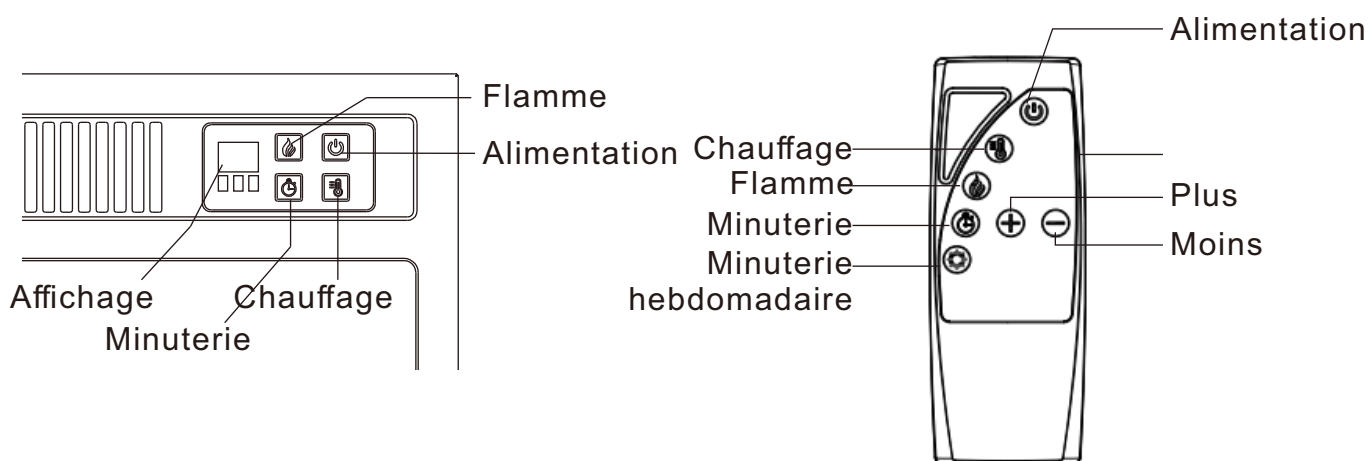 Flamme
Alimentation
Affichage
Chauffage
Minuterie
Alimentation
Chauffage
Flamme
Minuterie
Minuterie
hebdomadaire
Plus
Moins